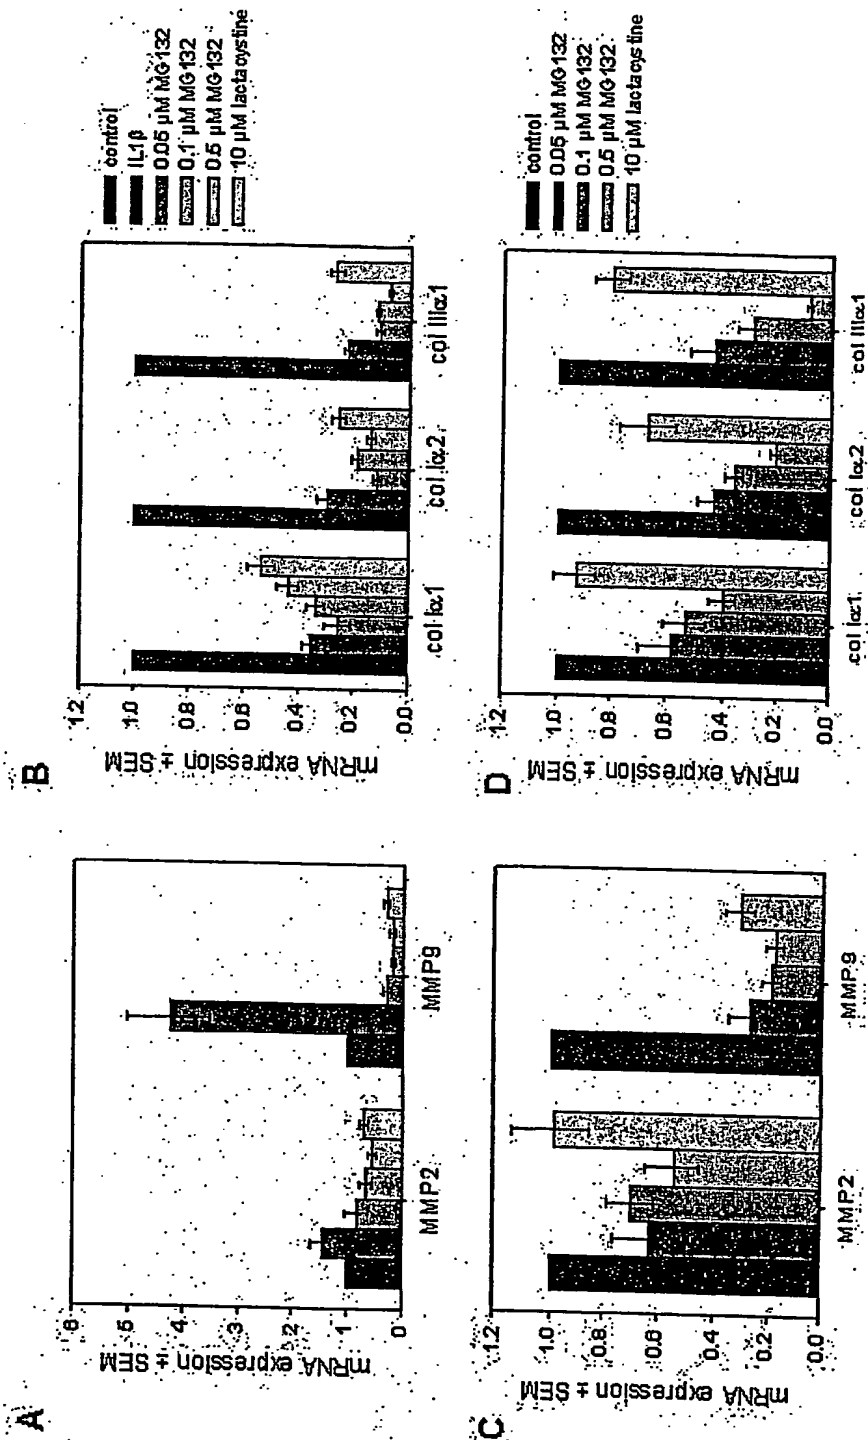 A
mRNA expression ± SEM
6
5
4
3
2
1
0
MMP2
MMP9
B
mRNA expression ± SEM
1.2
1.0
0.8
0.6
0.4
0.2
0.0
col Iα1
col Iα2
col IIIα1
control
IL1β
0.05 µM MG132
0.1 µM MG132
0.5 µM MG132
10 µM lactacystine
C
mRNA expression ± SEM
1.2
1.0
0.8
0.6
0.4
0.2
0.0
MMP2
MMP9
D
mRNA expression ± SEM
1.2
1.0
0.8
0.6
0.4
0.2
0.0
col Iα1
col Iα2
col IIIα1
control
0.05 µM MG132
0.1 µM MG132
0.5 µM MG132
10 µM lactacystine